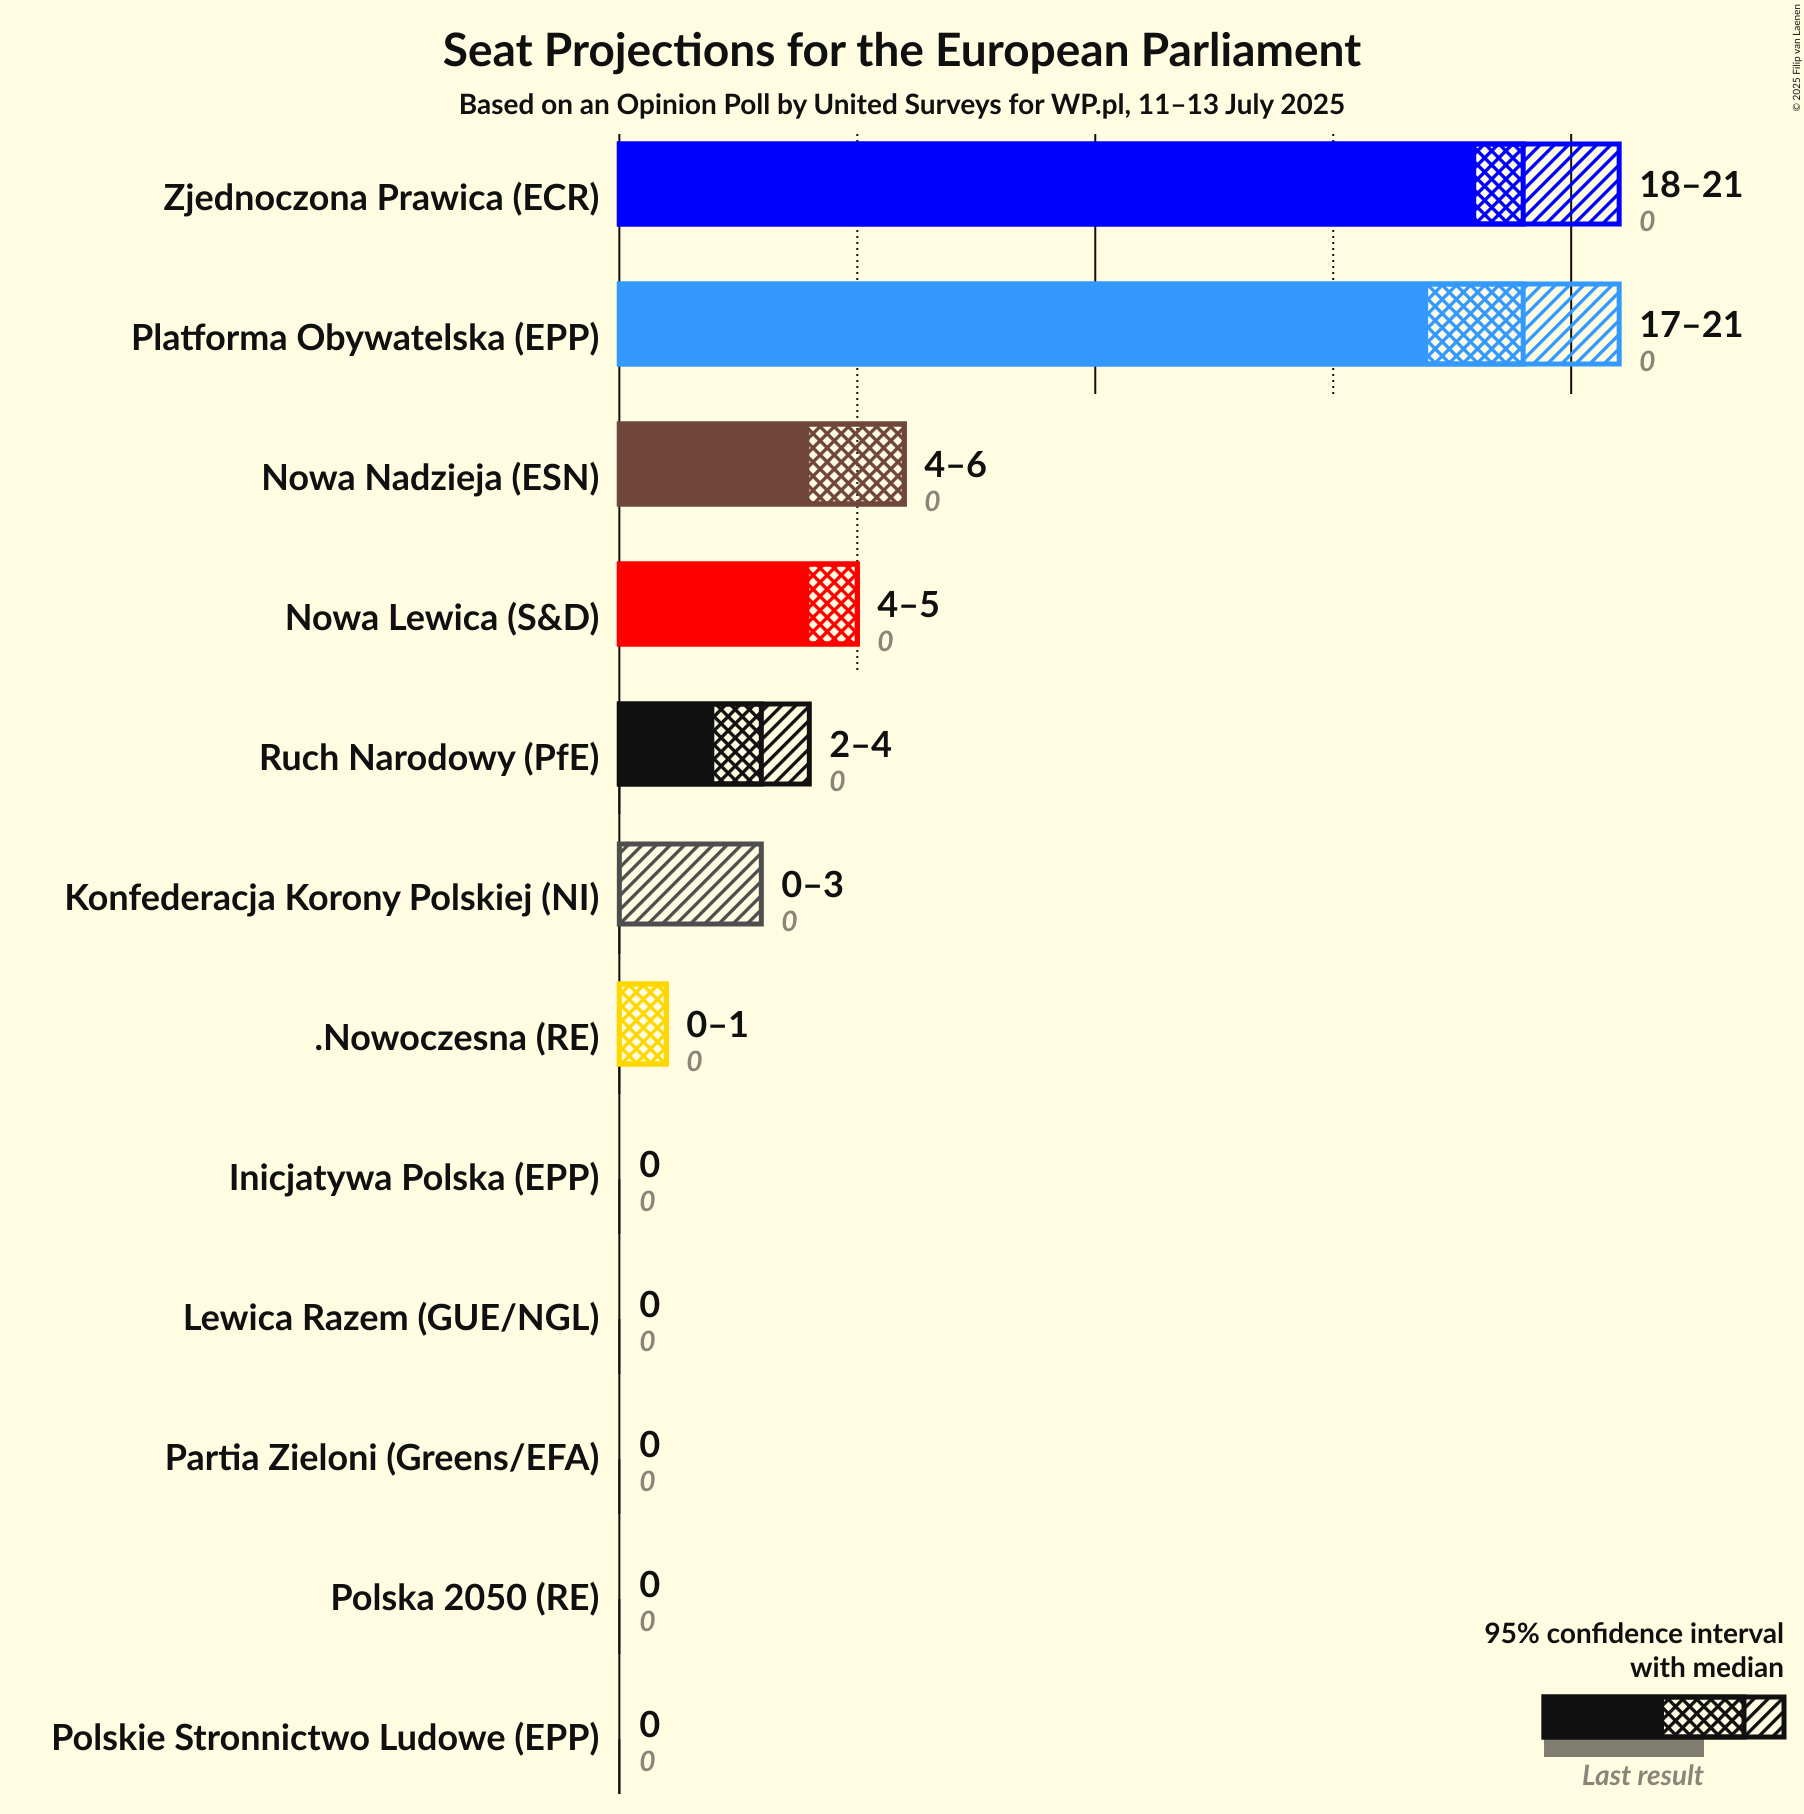 Seat Projections for the European Parliament
Based on an Opinion Poll by United Surveys for WP.pl, 11–13 July 2025
© 2025 Filip van Laenen
Zjednoczona Prawica (ECR)
18–21
0
Platforma Obywatelska (EPP)
17–21
0
Nowa Nadzieja (ESN)
4–6
0
Nowa Lewica (S&D)
4–5
0
Ruch Narodowy (PfE)
2–4
0
Konfederacja Korony Polskiej (NI)
0–3
0
.Nowoczesna (RE)
0–1
0
Inicjatywa Polska (EPP)
0
0
Lewica Razem (GUE/NGL)
0
0
Partia Zieloni (Greens/EFA)
0
0
Polska 2050 (RE)
0
0
Polskie Stronnictwo Ludowe (EPP)
0
0
95% confidence interval
with median
Last result